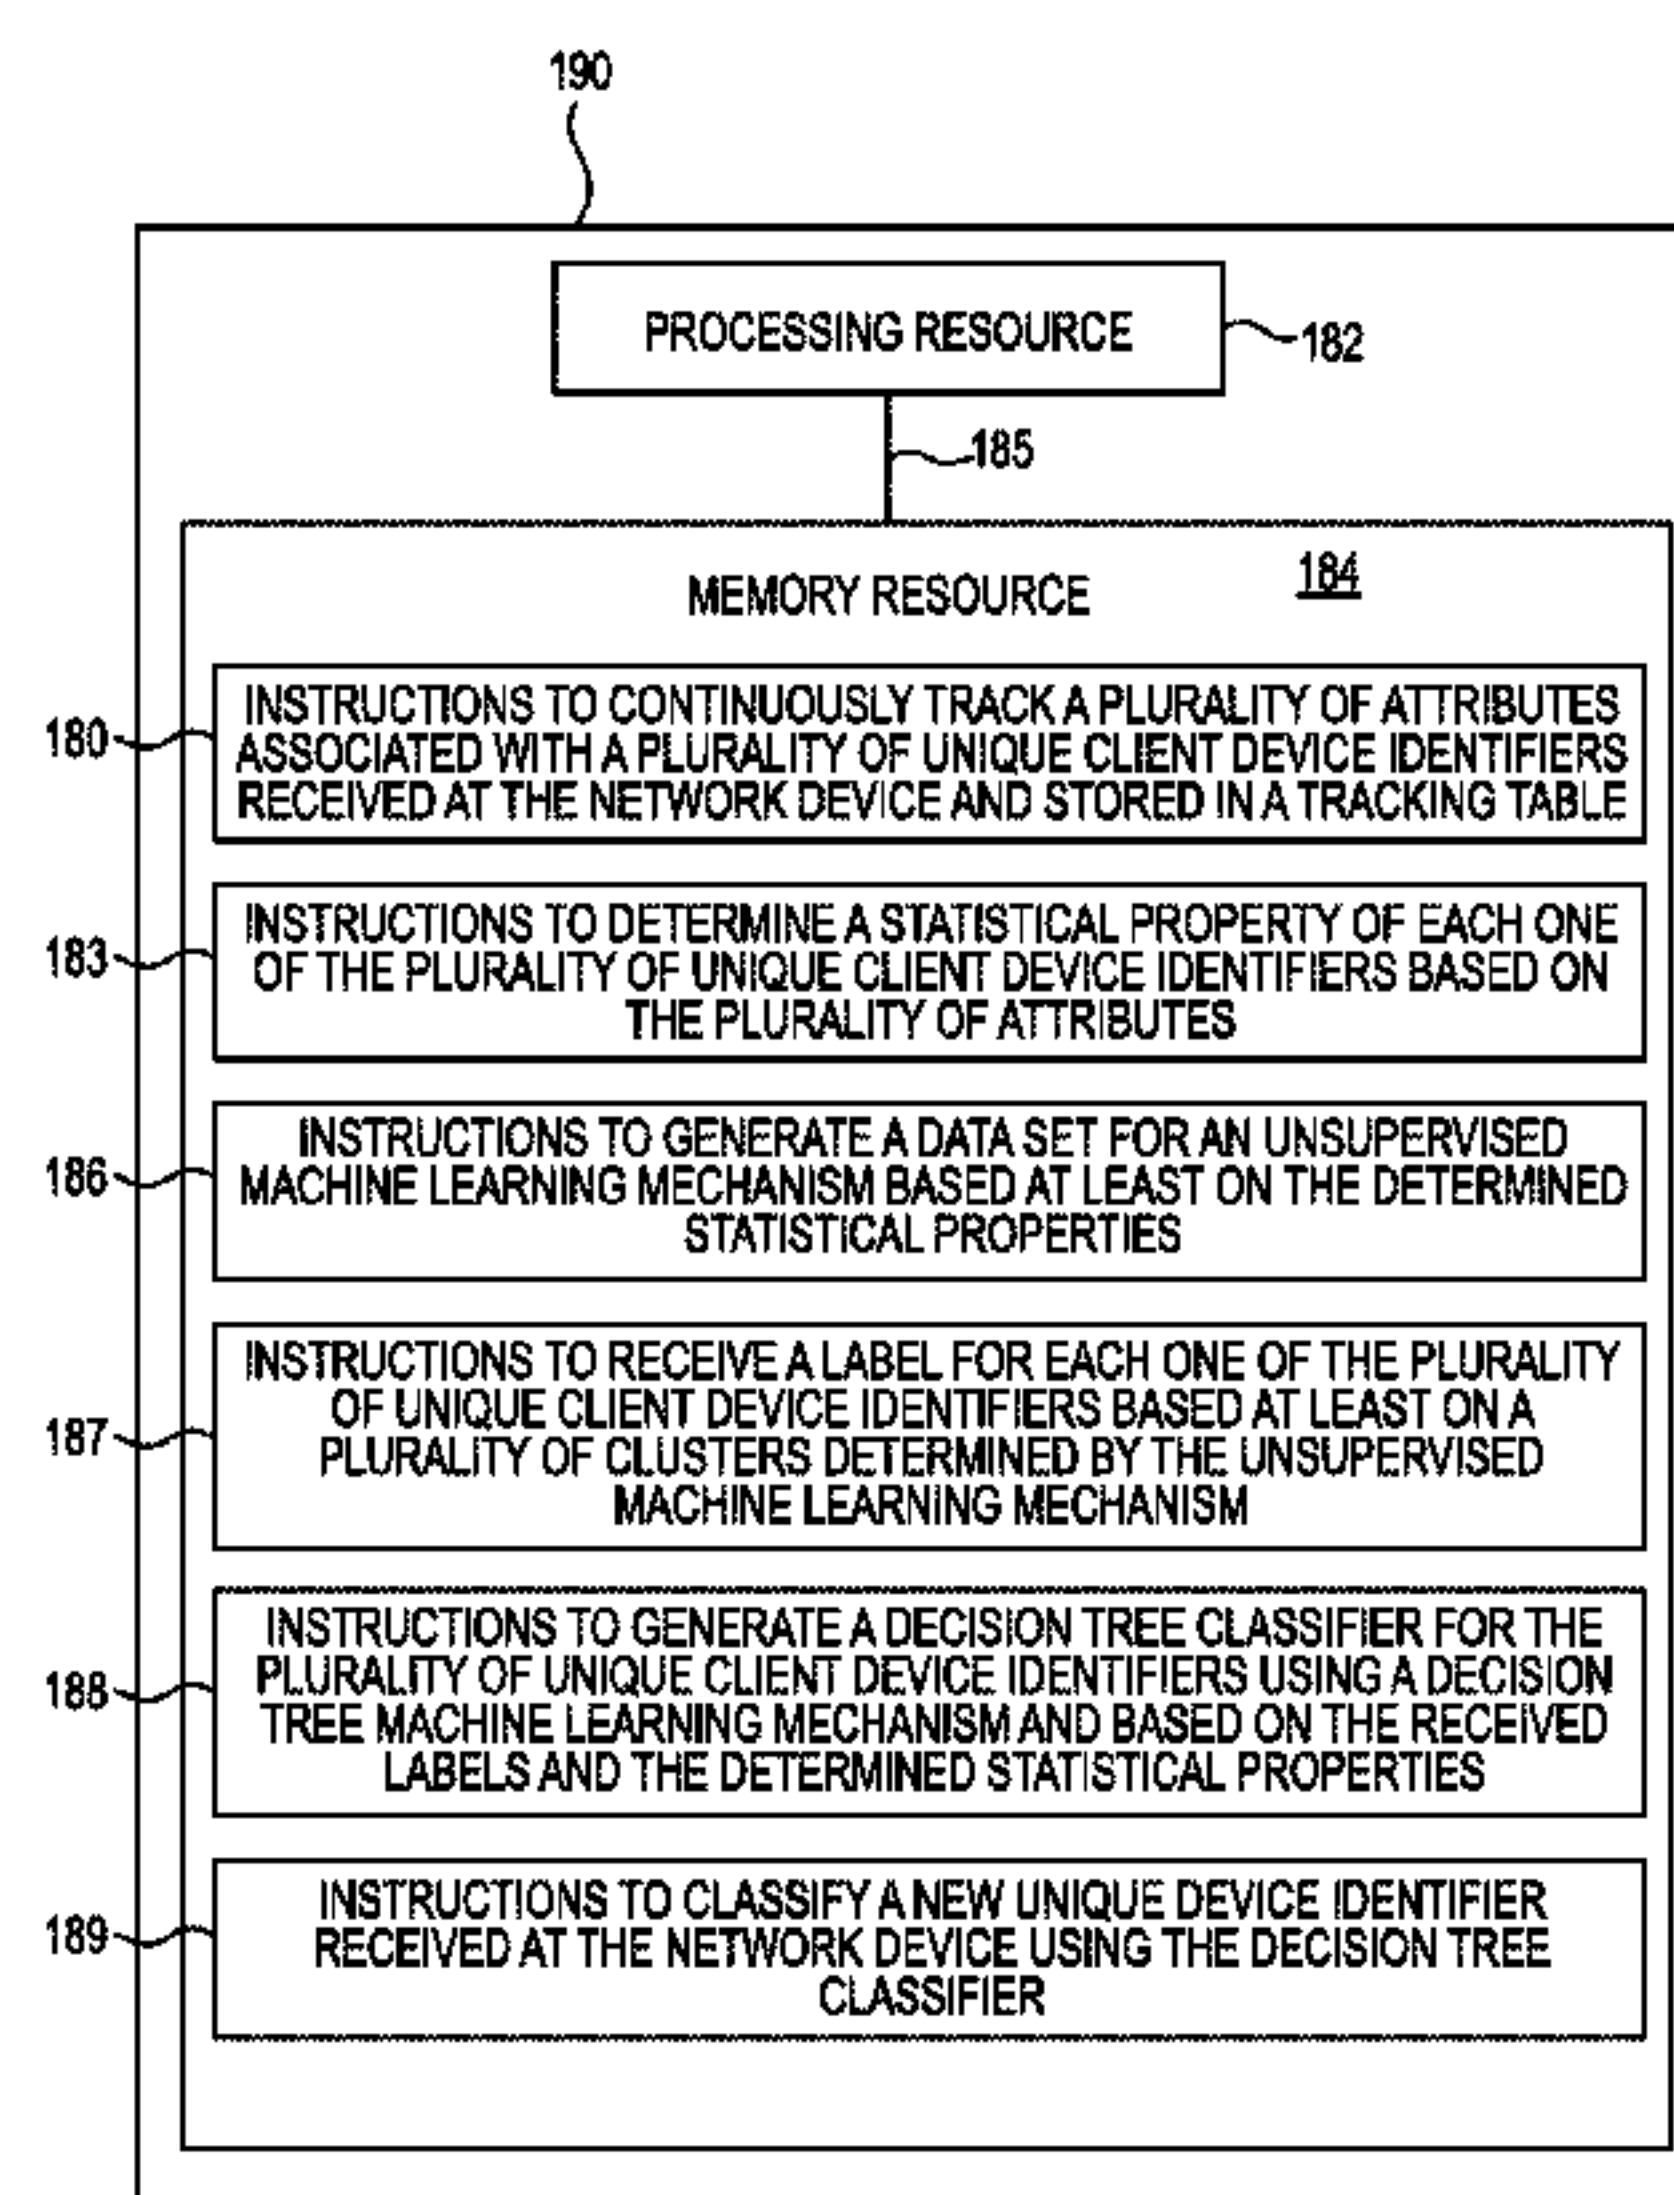 190
PROCESSING RESOURCE
182
185
184
MEMORY RESOURCE
180
INSTRUCTIONS TO CONTINUOUSLY TRACK A PLURALITY OF ATTRIBUTES
ASSOCIATED WITH A PLURALITY OF UNIQUE CLIENT DEVICE IDENTIFIERS
RECEIVED AT THE NETWORK DEVICE AND STORED IN A TRACKING TABLE
183
INSTRUCTIONS TO DETERMINE A STATISTICAL PROPERTY OF EACH ONE
OF THE PLURALITY OF UNIQUE CLIENT DEVICE IDENTIFIERS BASED ON
THE PLURALITY OF ATTRIBUTES
186
INSTRUCTIONS TO GENERATE A DATA SET FOR AN UNSUPERVISED
MACHINE LEARNING MECHANISM BASED AT LEAST ON THE DETERMINED
STATISTICAL PROPERTIES
187
INSTRUCTIONS TO RECEIVE A LABEL FOR EACH ONE OF THE PLURALITY
OF UNIQUE CLIENT DEVICE IDENTIFIERS BASED AT LEAST ON A
PLURALITY OF CLUSTERS DETERMINED BY THE UNSUPERVISED
MACHINE LEARNING MECHANISM
188
INSTRUCTIONS TO GENERATE A DECISION TREE CLASSIFIER FOR THE
PLURALITY OF UNIQUE CLIENT DEVICE IDENTIFIERS USING A DECISION
TREE MACHINE LEARNING MECHANISM AND BASED ON THE RECEIVED
LABELS AND THE DETERMINED STATISTICAL PROPERTIES
189
INSTRUCTIONS TO CLASSIFY A NEW UNIQUE DEVICE IDENTIFIER
RECEIVED AT THE NETWORK DEVICE USING THE DECISION TREE
CLASSIFIER